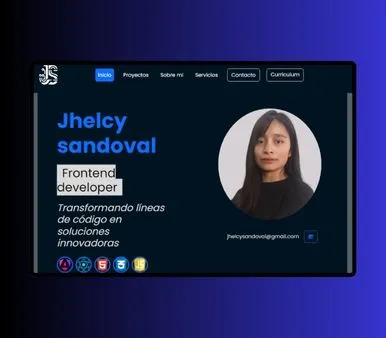 JS
Inicio
Proyectos
Sobre mi
Servicios
Contacto
Curriculum
Jhelcy
sandoval
Frontend
developer
Transformando líneas
de código en
soluciones
innovadoras
jhelcysandoval@gmail.com